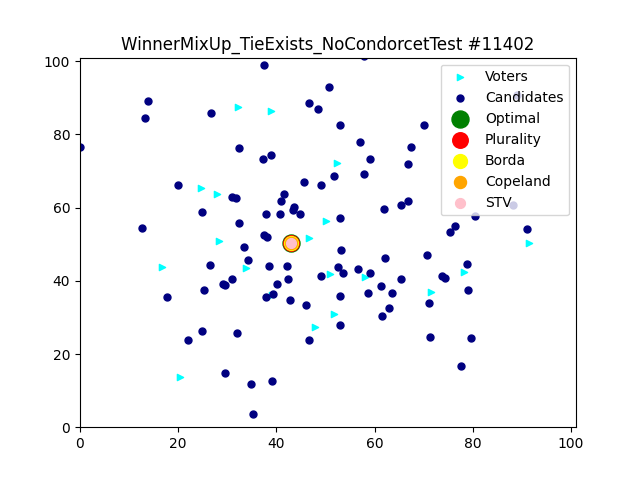 WinnerMixUp_TieExists_NoCondorcetTest #11402
100
80
60
40
20
0
0
20
40
60
80
100
Voters
Candidates
Optimal
Plurality
Borda
Copeland
STV